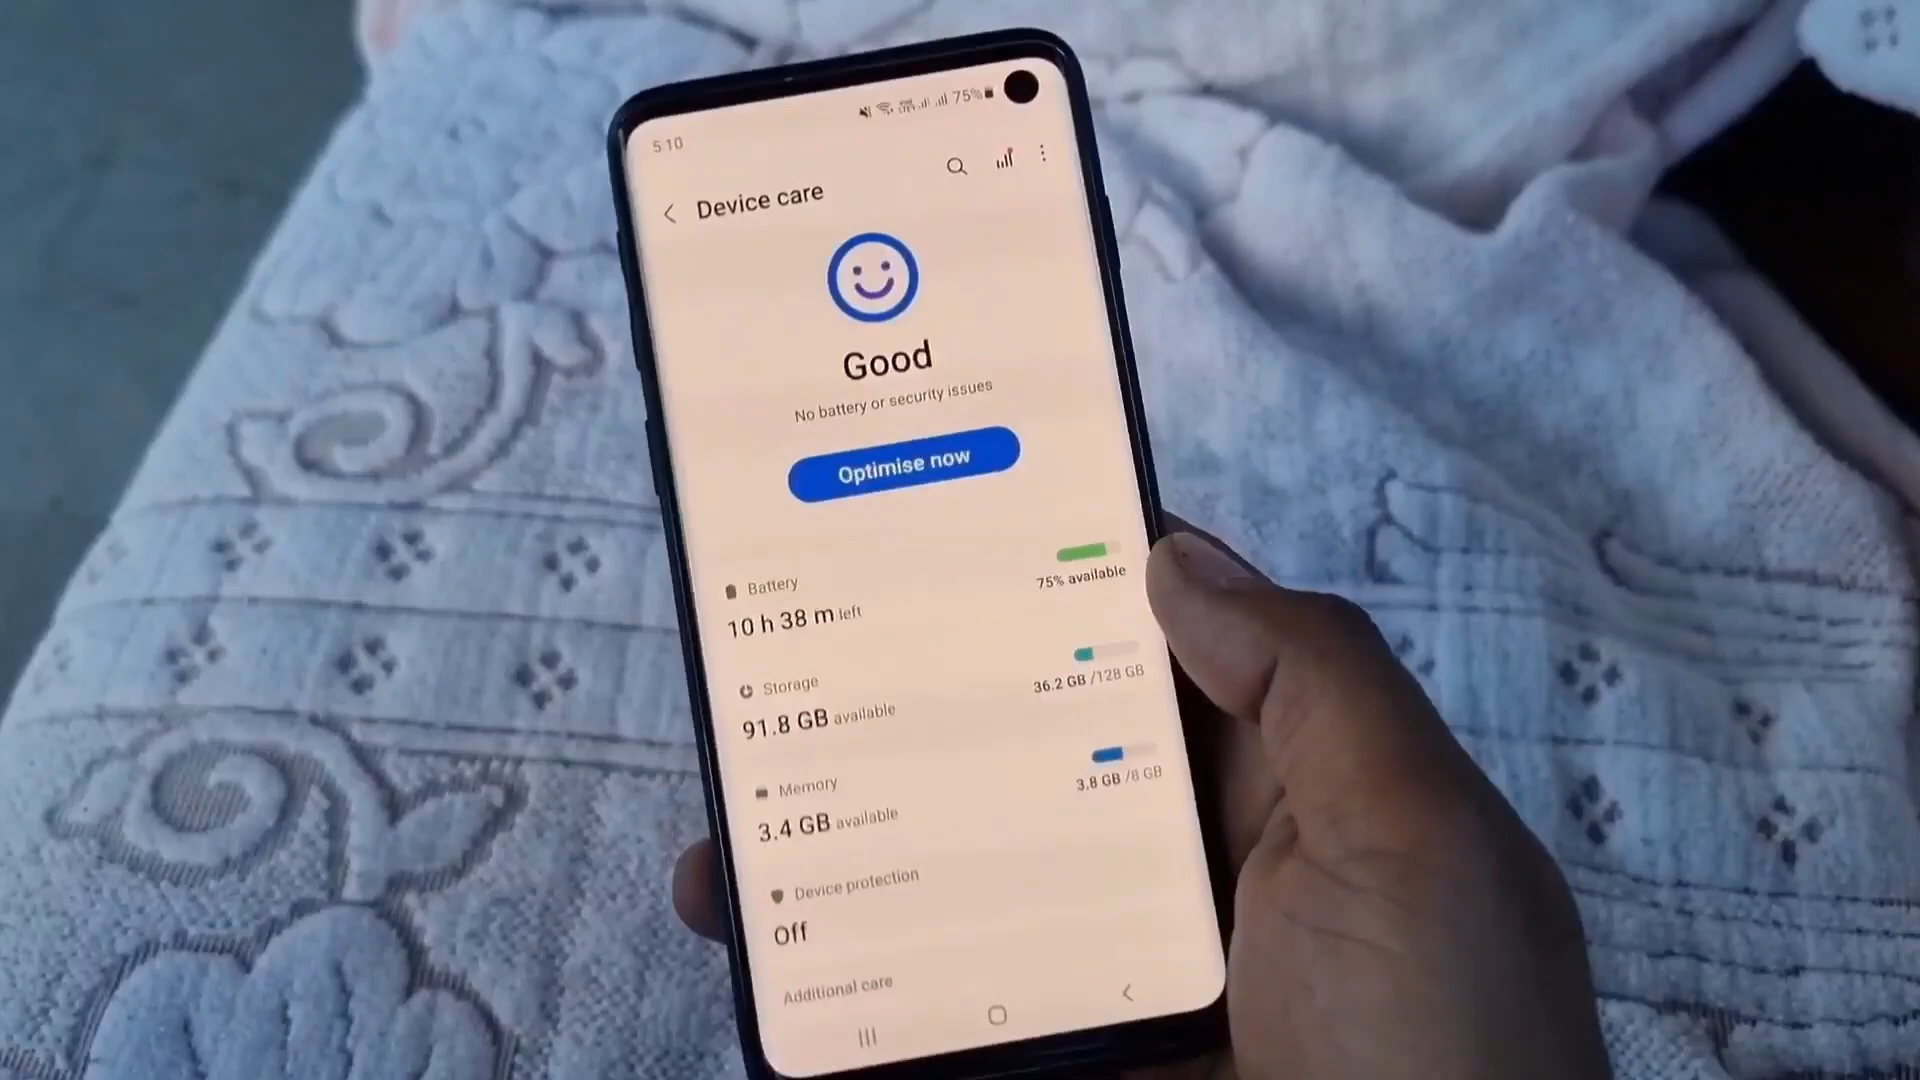 5:10
75%
Device care
Good
No battery or security issues
Optimise now
Battery
75% available
10 h 38 m left
Storage
36.2 GB /128 GB
91.8 GB available
Memory
3.8 GB /8 GB
3.4 GB available
Device protection
Off
Additional care